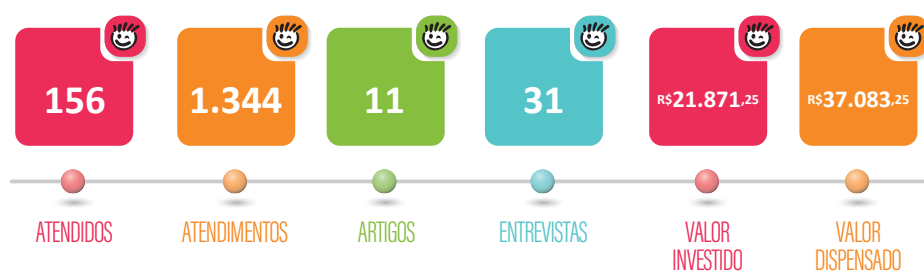 156
1.344
11
31
R$21.871,25
R$37.083,25
ATENDIDOS
ATENDIMENTOS
ARTIGOS
ENTREVISTAS
VALOR
INVESTIDO
VALOR
DISPENSADO